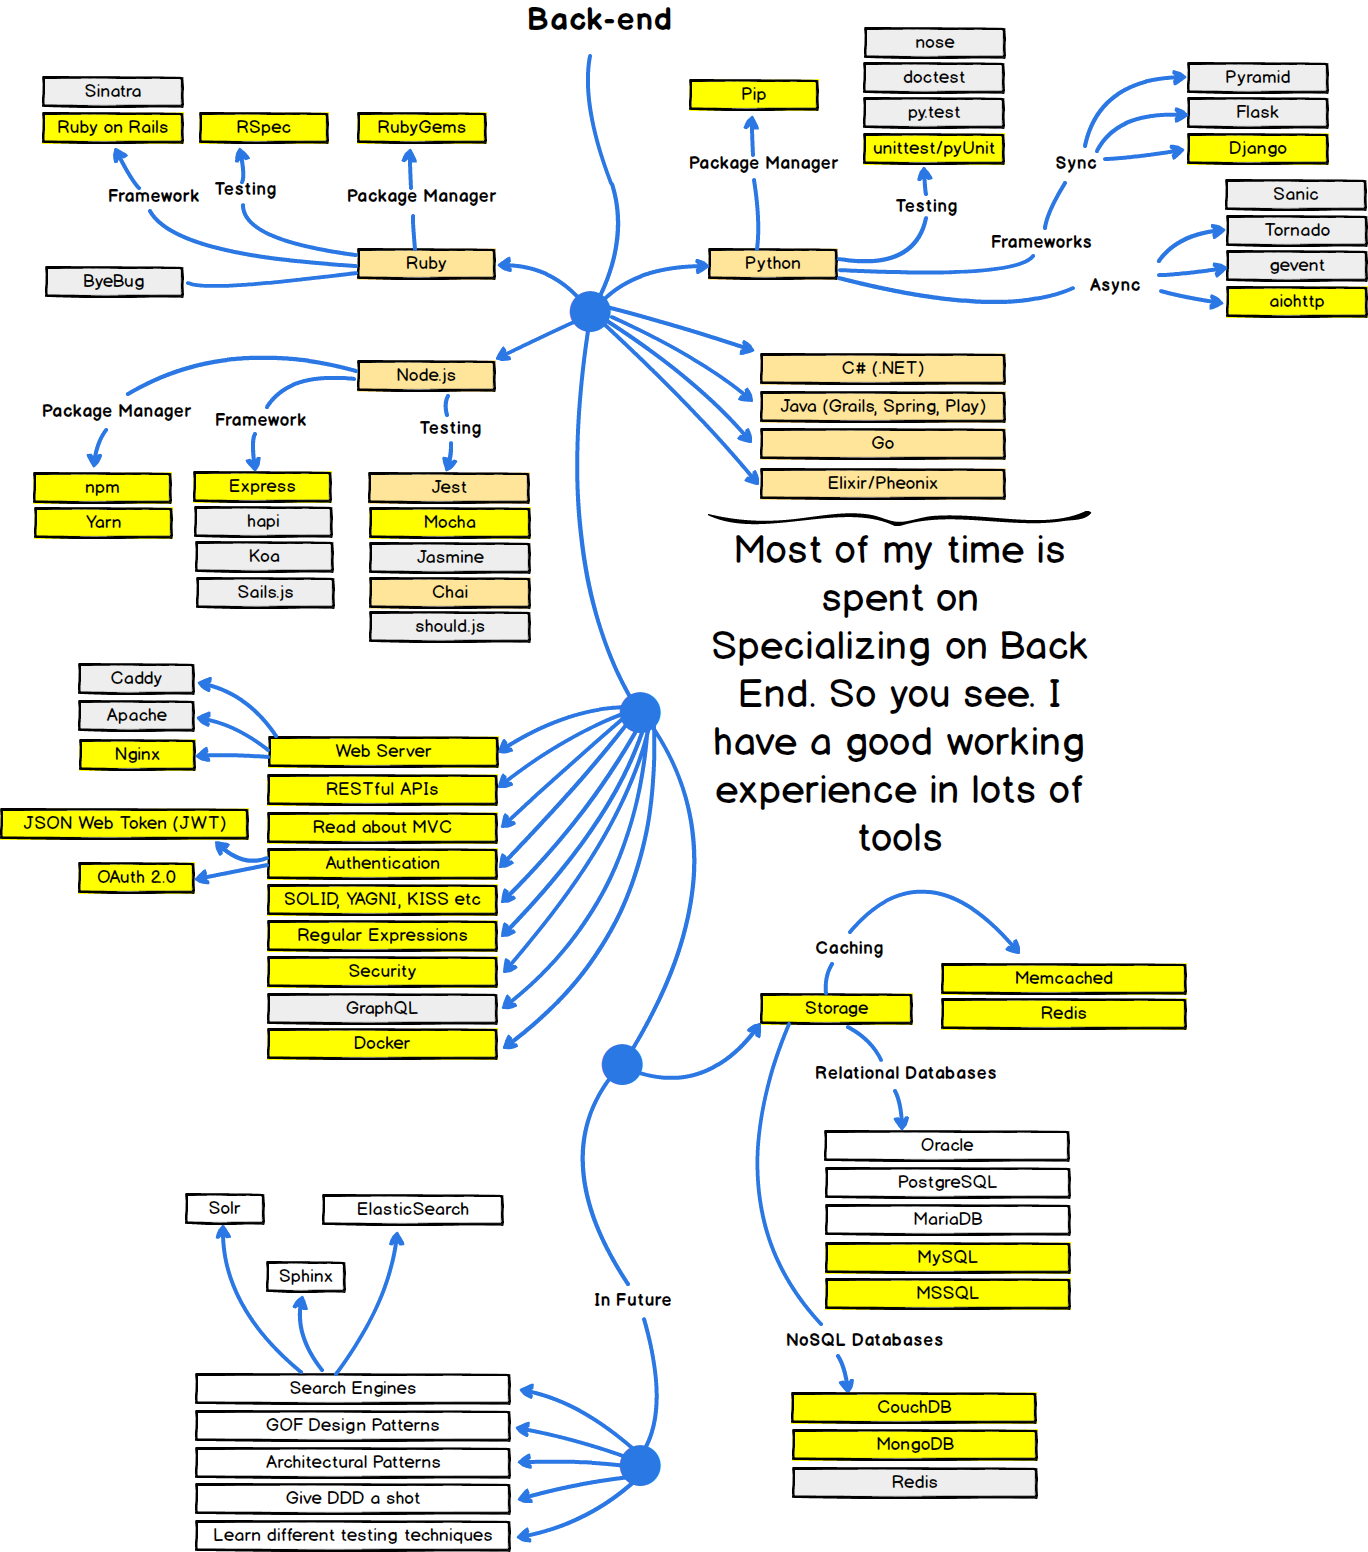 Back-end
Sinatra
Ruby on Rails
RSpec
RubyGems
Framework
Testing
Package Manager
Ruby
ByeBug
Pip
Package Manager
nose
doctest
py.test
unittest/pyUnit
Testing
Python
Pyramid
Flask
Django
Sync
Frameworks
Async
Sanic
Tornado
gevent
aiohttp
Node.js
Package Manager
Framework
Testing
npm
Yarn
Express
hapi
Koa
Sails.js
Jest
Mocha
Jasmine
Chai
should.js
C# (.NET)
Java (Grails, Spring, Play)
Go
Elixir/Pheonix
Most of my time is
spent on
Specializing on Back
End. So you see. I
have a good working
experience in lots of
tools
Caddy
Apache
Nginx
JSON Web Token (JWT)
OAuth 2.0
Web Server
RESTful APIs
Read about MVC
Authentication
SOLID, YAGNI, KISS etc
Regular Expressions
Security
GraphQL
Docker
Caching
Memcached
Redis
Storage
Relational Databases
Oracle
PostgreSQL
MariaDB
MySQL
MSSQL
NoSQL Databases
CouchDB
MongoDB
Redis
In Future
Solr
ElasticSearch
Sphinx
Search Engines
GOF Design Patterns
Architectural Patterns
Give DDD a shot
Learn different testing techniques